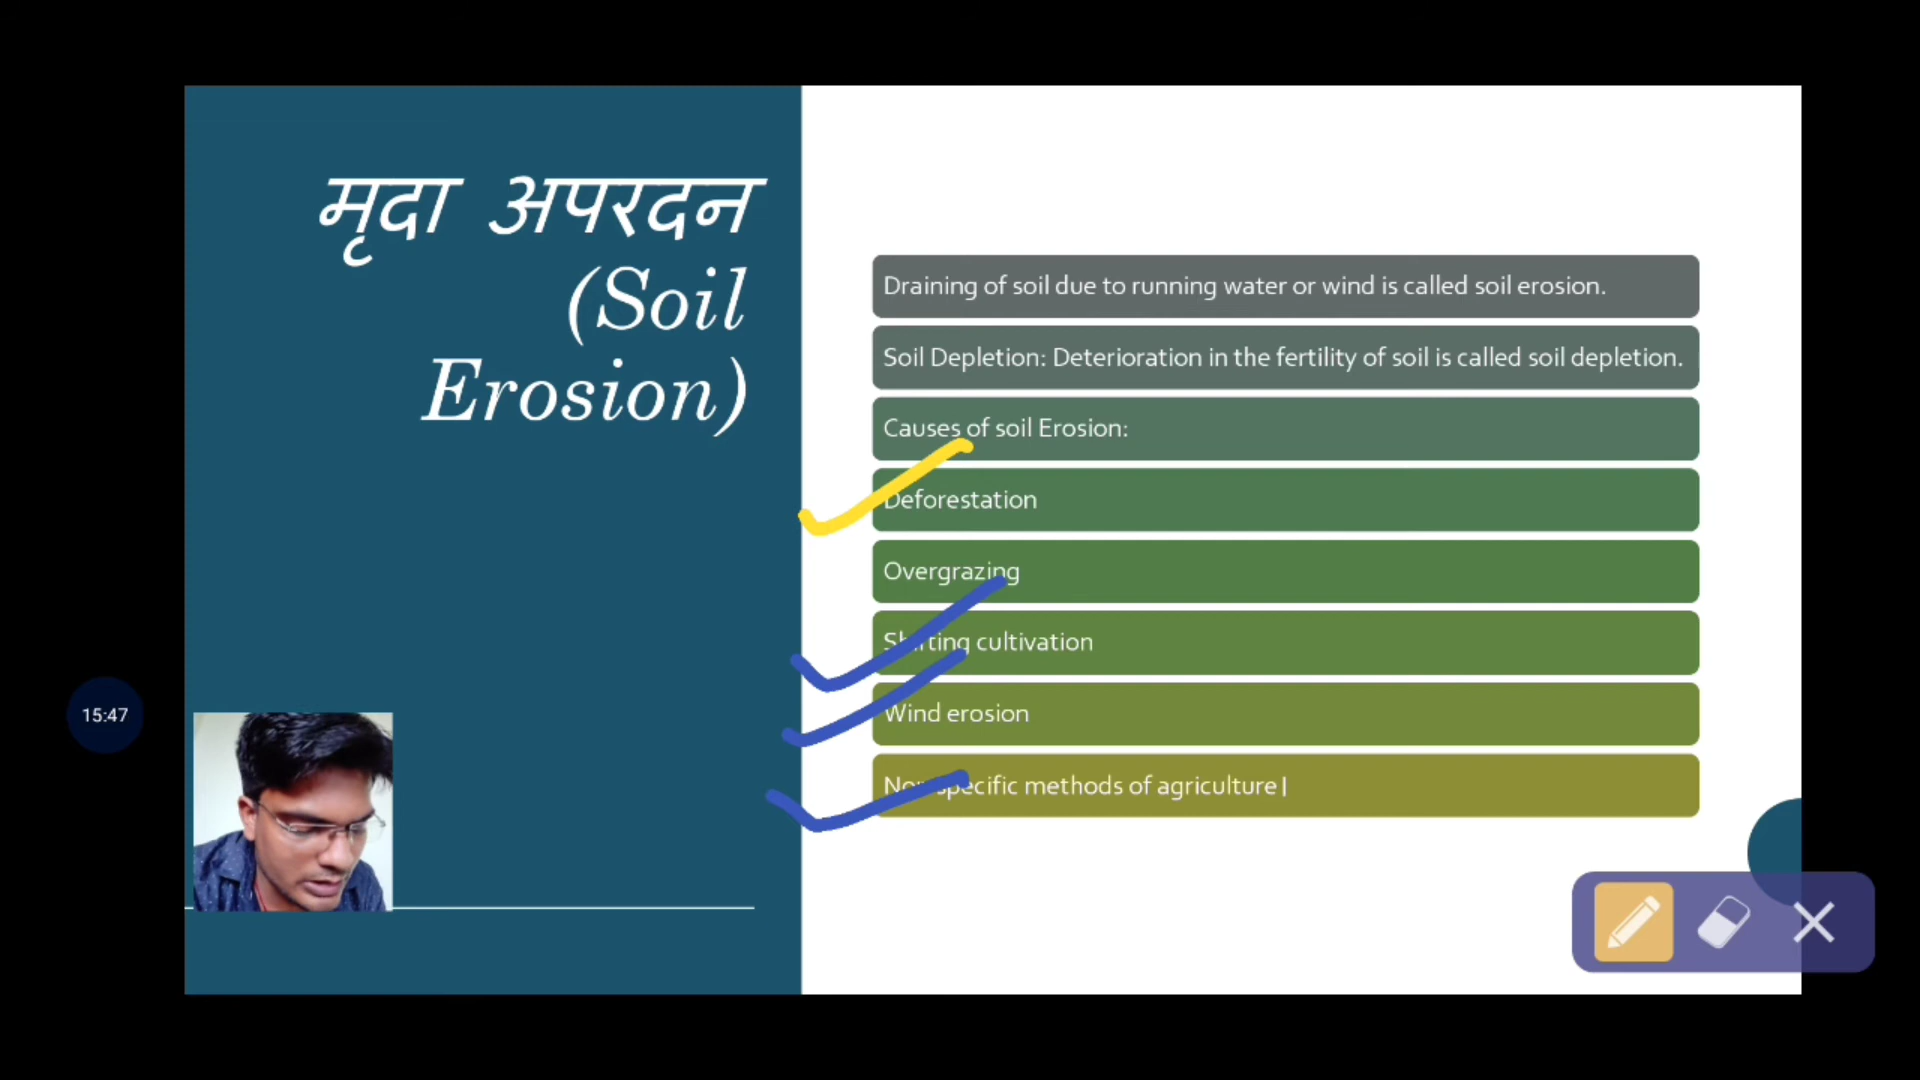 मृदा अपरदन
(Soil
Erosion)
Draining of soil due to running water or wind is called soil erosion.
Soil Depletion: Deterioration in the fertility of soil is called soil depletion.
Causes of soil Erosion:
Deforestation
Overgrazing
Shifting cultivation
Wind erosion
specific methods of agriculture|
15:47